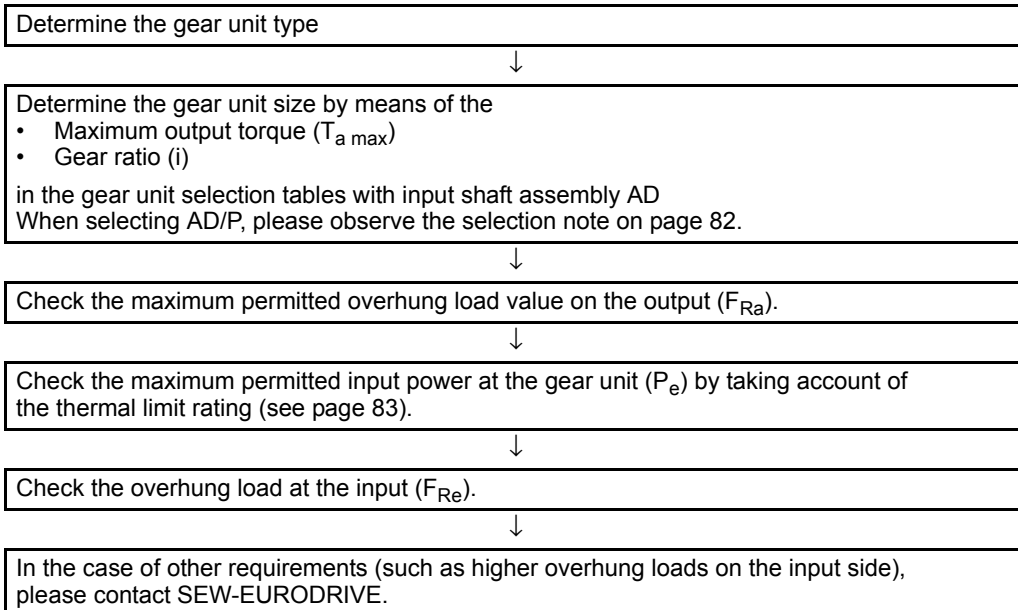 Determine the gear unit type
↓
Determine the gear unit size by means of the
• Maximum output torque (Ta max)
• Gear ratio (i)
in the gear unit selection tables with input shaft assembly AD
When selecting AD/P, please observe the selection note on page 82.
↓
Check the maximum permitted overhung load value on the output (FRa).
↓
Check the maximum permitted input power at the gear unit (Pe) by taking account of
the thermal limit rating (see page 83).
↓
Check the overhung load at the input (FRe).
↓
In the case of other requirements (such as higher overhung loads on the input side),
please contact SEW-EURODRIVE.